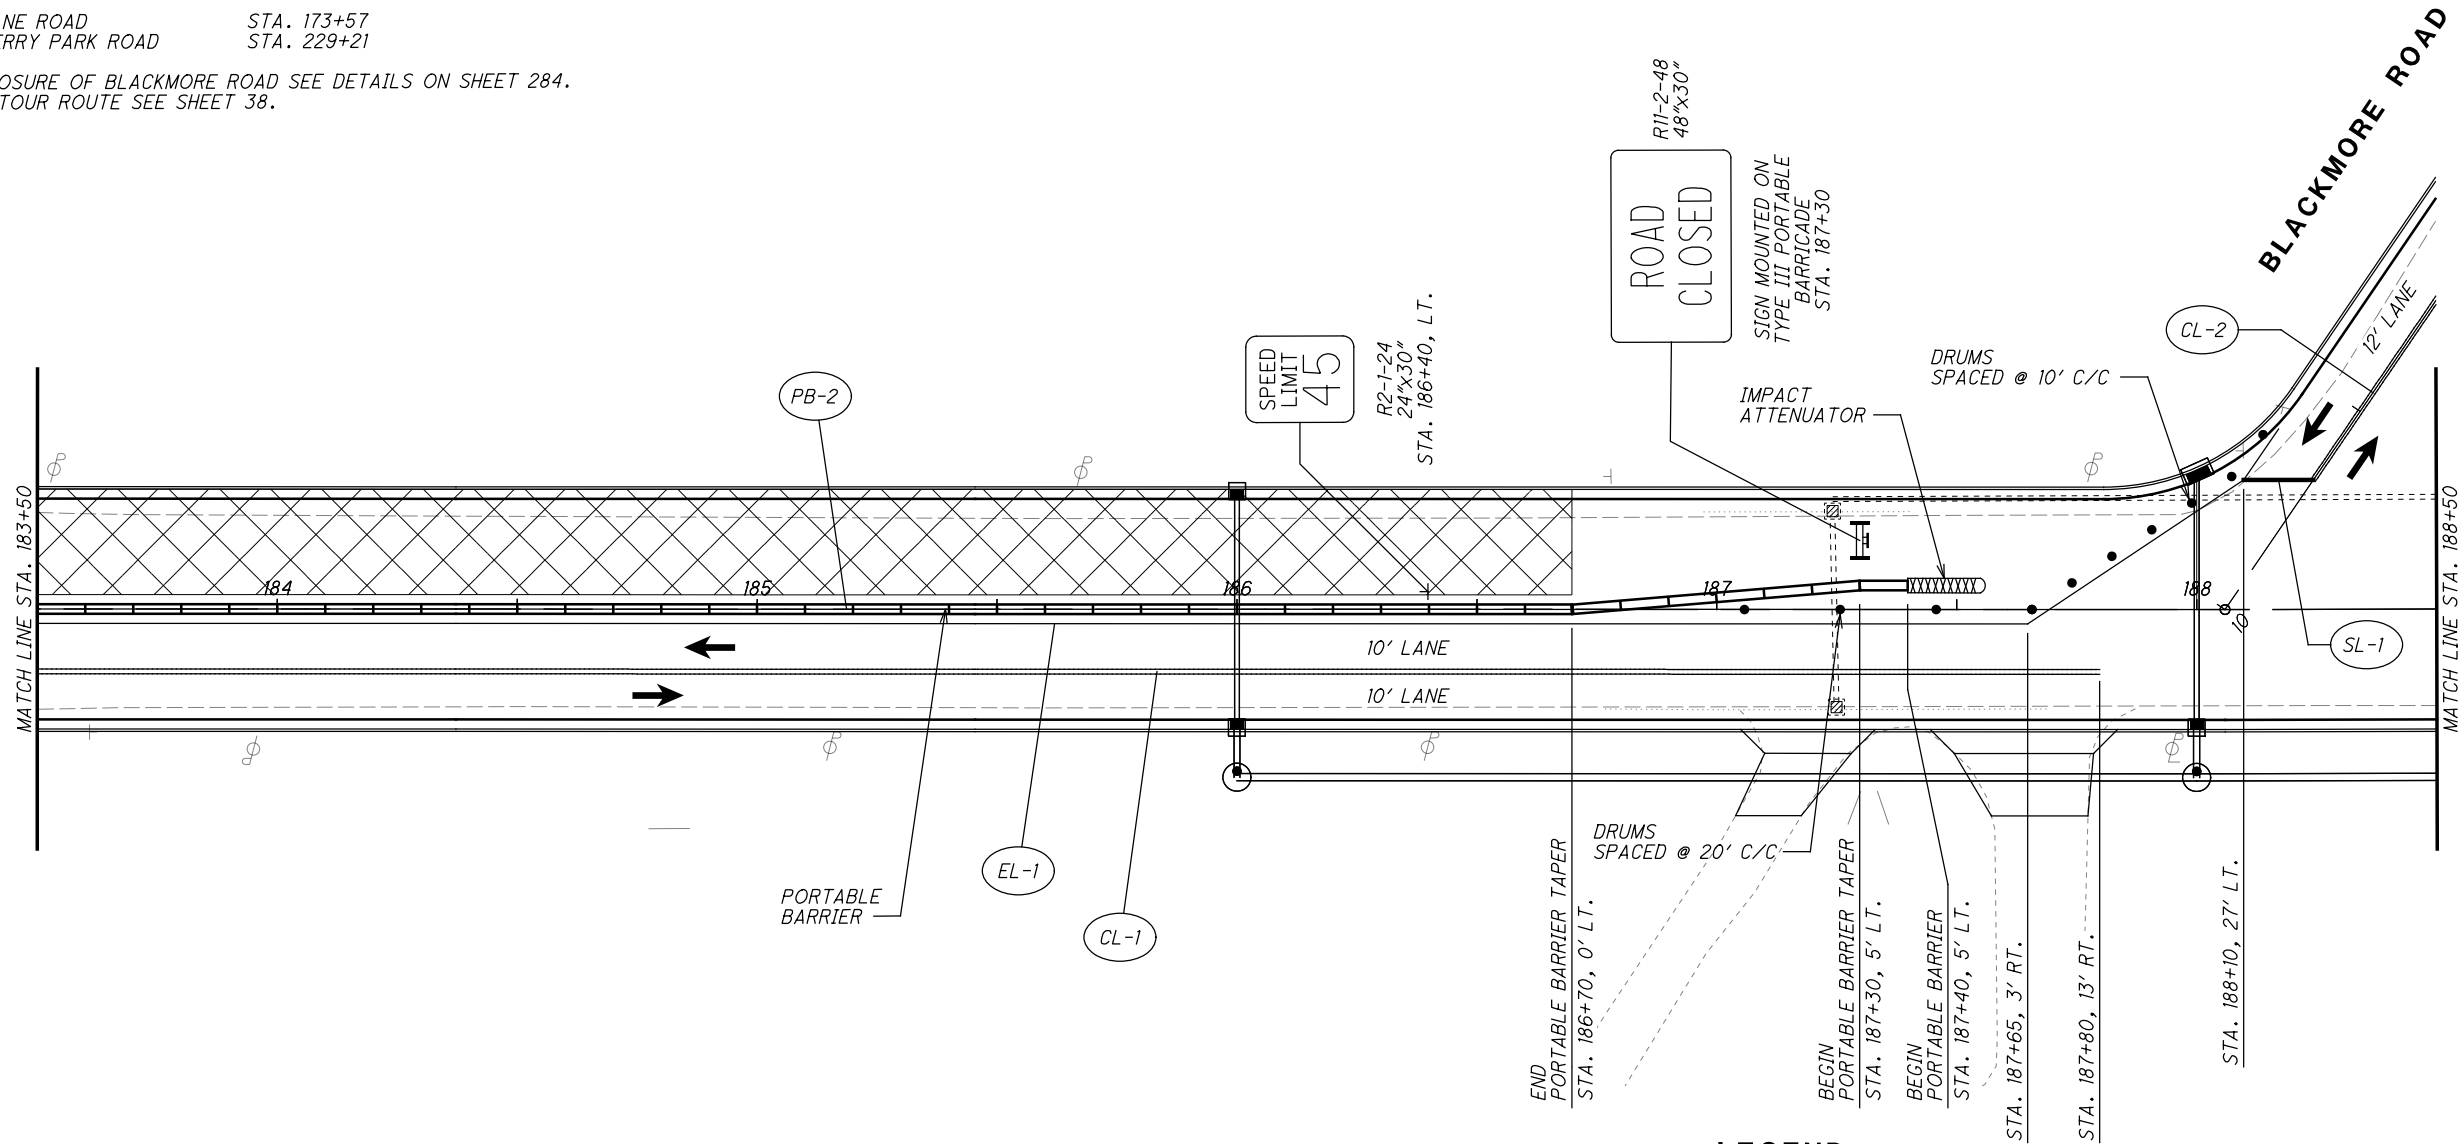 NE ROAD STA. 173+57
ERRY PARK ROAD STA. 229+21
OSURE OF BLACKMORE ROAD SEE DETAILS ON SHEET 284.
TOUR ROUTE SEE SHEET 38.
BLACKMORE ROAD
R11-2-48
48"x30"
ROAD
CLOSED
SIGN MOUNTED ON
TYPE III PORTABLE
BARRICADE
STA. 187+30
SPEED
LIMIT
45
R2-1-24
24"x30"
STA. 186+40, LT.
PB-2
IMPACT
ATTENUATOR
DRUMS
SPACED @ 10' C/C
CL-2
12' LANE
MATCH LINE STA. 183+50
184
185
186
187
188
10
MATCH LINE STA. 188+50
10' LANE
10' LANE
SL-1
PORTABLE
BARRIER
EL-1
CL-1
DRUMS
SPACED @ 20' C/C
END
PORTABLE BARRIER TAPER
STA. 186+70, 0' LT.
BEGIN
PORTABLE BARRIER TAPER
STA. 187+30, 5' LT.
BEGIN
PORTABLE BARRIER
STA. 187+40, 5' LT.
STA. 187+65, 3' RT.
STA. 187+80, 13' RT.
STA. 188+10, 27' LT.
LEGEND